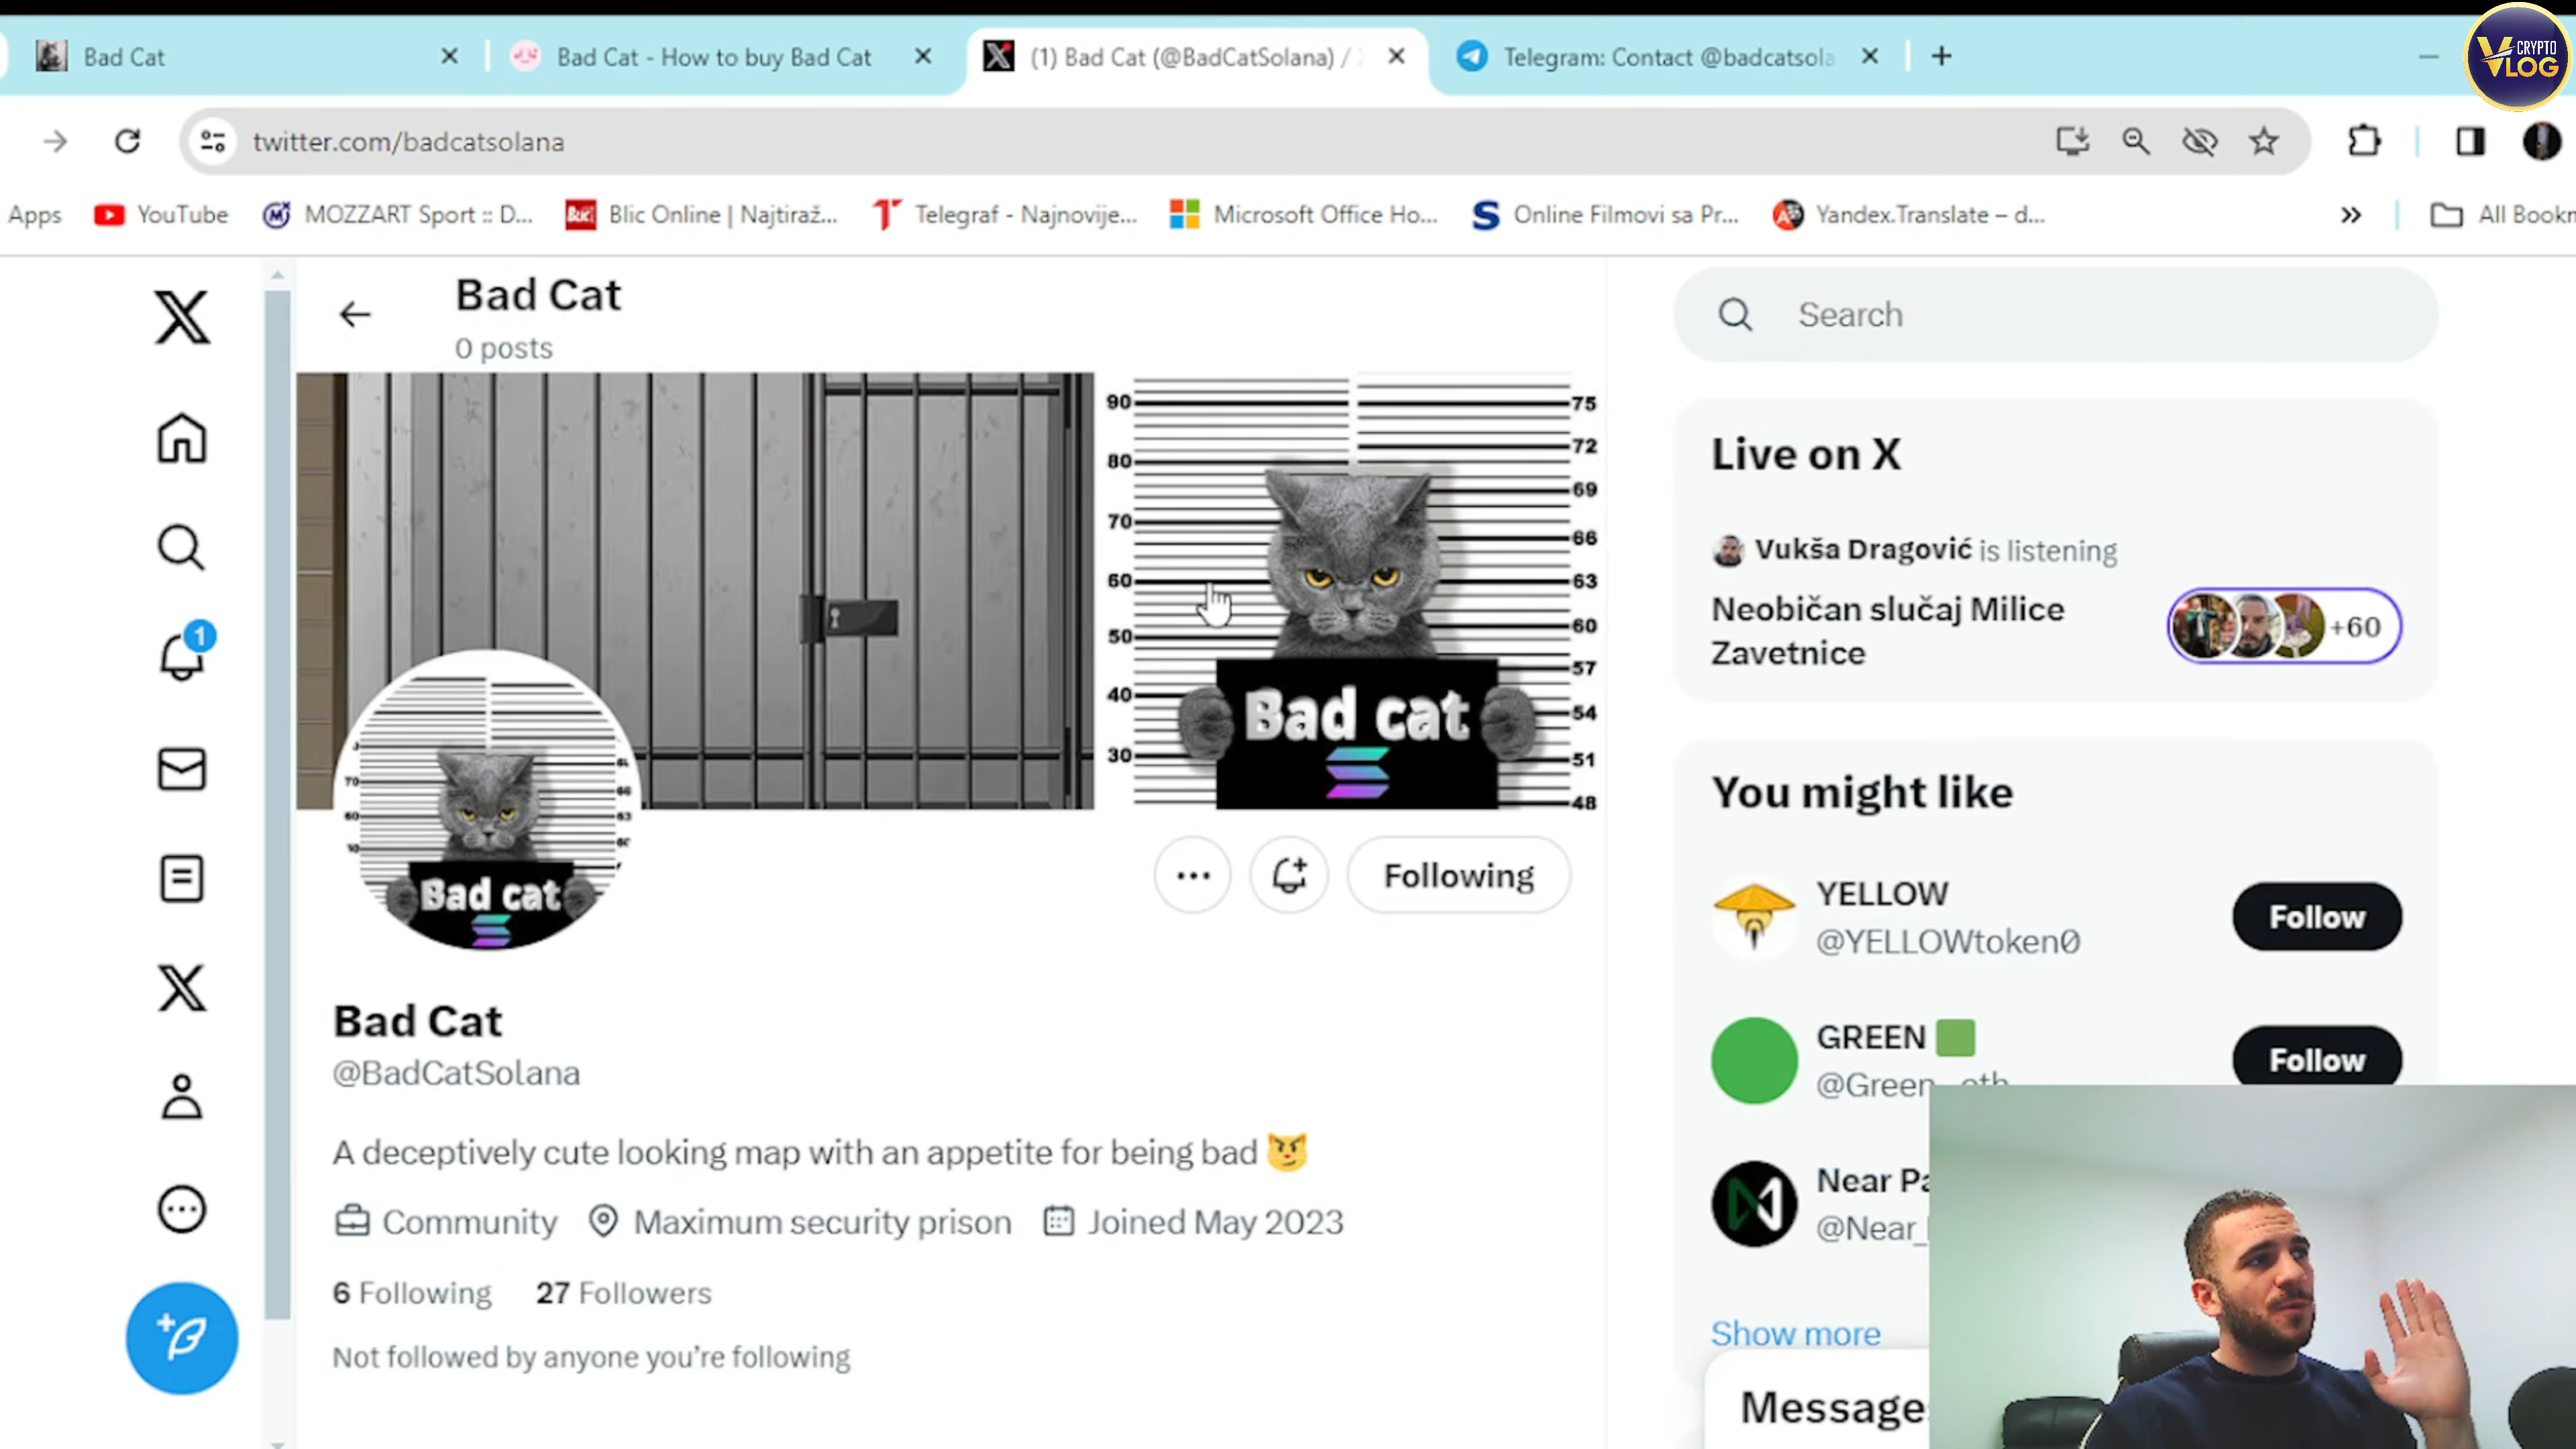 CRYPTO
VLOG
Bad Cat
Bad Cat - How to buy Bad Cat
(1) Bad Cat (@BadCatSolana) /
Telegram: Contact @badcatsola
twitter.com/badcatsolana
Apps
YouTube
MOZZART Sport :: D...
Blic Online | Najtiraž...
Telegraf - Najnovije...
Microsoft Office Ho...
Online Filmovi sa Pr...
Yandex.Translate – d...
All Bookm
Bad Cat
0 posts
Search
90 75
80 72
69
70 66
60 63
50 60
57
40 54
30 51
48
Bad cat
Bad cat
1
Following
Live on X
Vukša Dragović is listening
Neobičan slučaj Milice
Zavetnice
+60
You might like
YELLOW
@YELLOWtoken0
Follow
GREEN
Follow
Near Pa
@Near_
Show more
Message
Bad Cat
@BadCatSolana
A deceptively cute looking map with an appetite for being bad 😼
Community Maximum security prison Joined May 2023
6 Following 27 Followers
Not followed by anyone you're following